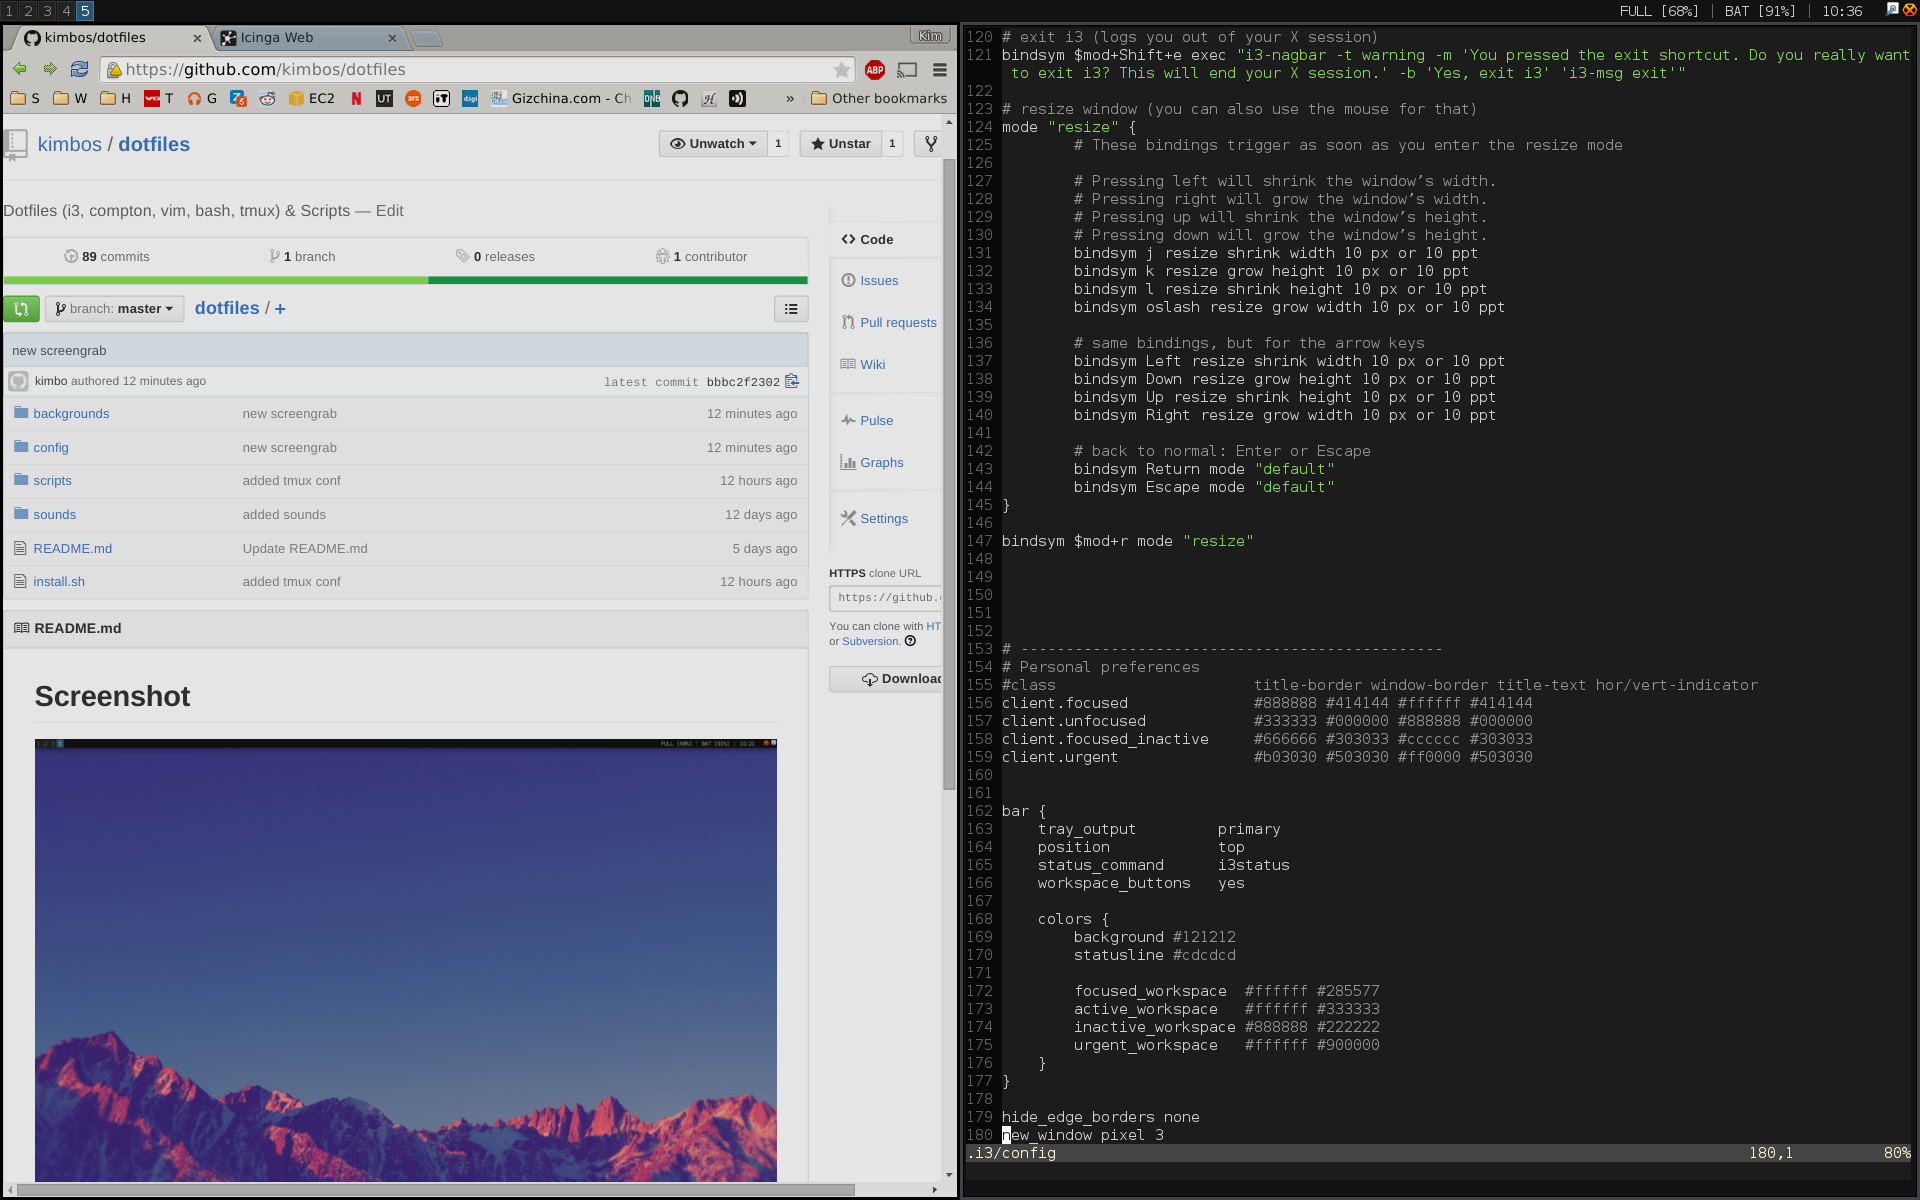 1 2 3 4 5
FULL [68%] | BAT [91%] | 10:36
kimbos/dotfiles × Icinga Web ×
Kim
https://github.com/kimbos/dotfiles
ABP
S W H T G EC2 N UT ars iT digi Gizchina.com - Ch DNB » Other bookmarks
kimbos / dotfiles
Unwatch 1 Unstar 1
Dotfiles (i3, compton, vim, bash, tmux) & Scripts — Edit
89 commits 1 branch 0 releases 1 contributor
branch: master dotfiles / +
new screengrab
kimbo authored 12 minutes ago latest commit bbbc2f2302
backgrounds new screengrab 12 minutes ago
config new screengrab 12 minutes ago
scripts added tmux conf 12 hours ago
sounds added sounds 12 days ago
README.md Update README.md 5 days ago
install.sh added tmux conf 12 hours ago
README.md
Screenshot
FULL [68%] | BAT [91%] | 10:21
Code
Issues
Pull requests
Wiki
Pulse
Graphs
Settings
HTTPS clone URL
https://github.
You can clone with HT
or Subversion.
Download
120 # exit i3 (logs you out of your X session)
121 bindsym $mod+Shift+e exec "i3-nagbar -t warning -m 'You pressed the exit shortcut. Do you really want
to exit i3? This will end your X session.' -b 'Yes, exit i3' 'i3-msg exit'"
122
123 # resize window (you can also use the mouse for that)
124 mode "resize" {
125 # These bindings trigger as soon as you enter the resize mode
126
127 # Pressing left will shrink the window’s width.
128 # Pressing right will grow the window’s width.
129 # Pressing up will shrink the window’s height.
130 # Pressing down will grow the window’s height.
131 bindsym j resize shrink width 10 px or 10 ppt
132 bindsym k resize grow height 10 px or 10 ppt
133 bindsym l resize shrink height 10 px or 10 ppt
134 bindsym oslash resize grow width 10 px or 10 ppt
135
136 # same bindings, but for the arrow keys
137 bindsym Left resize shrink width 10 px or 10 ppt
138 bindsym Down resize grow height 10 px or 10 ppt
139 bindsym Up resize shrink height 10 px or 10 ppt
140 bindsym Right resize grow width 10 px or 10 ppt
141
142 # back to normal: Enter or Escape
143 bindsym Return mode "default"
144 bindsym Escape mode "default"
145 }
146
147 bindsym $mod+r mode "resize"
148
149
150
151
152
153 # -----------------------------------------------
154 # Personal preferences
155 #class title-border window-border title-text hor/vert-indicator
156 client.focused #888888 #414144 #ffffff #414144
157 client.unfocused #333333 #000000 #888888 #000000
158 client.focused_inactive #666666 #303033 #cccccc #303033
159 client.urgent #b03030 #503030 #ff0000 #503030
160
161
162 bar {
163 tray_output primary
164 position top
165 status_command i3status
166 workspace_buttons yes
167
168 colors {
169 background #121212
170 statusline #cdcdcd
171
172 focused_workspace #ffffff #285577
173 active_workspace #ffffff #333333
174 inactive_workspace #888888 #222222
175 urgent_workspace #ffffff #900000
176 }
177 }
178
179 hide_edge_borders none
180 new_window pixel 3
.i3/config 180,1 80%